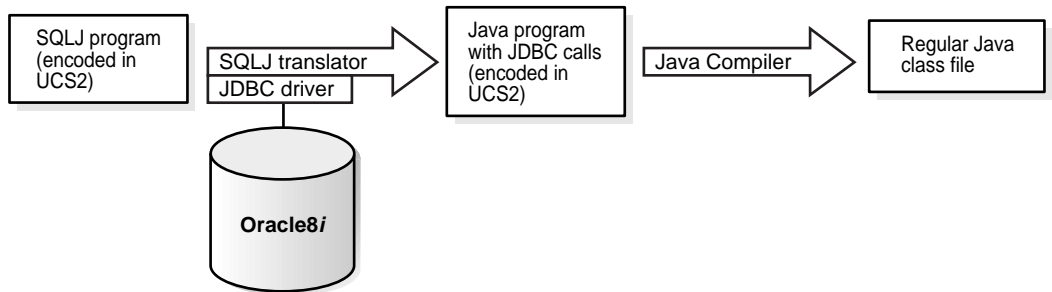 SQLJ program
(encoded in
UCS2)
SQLJ translator
JDBC driver
Java program
with JDBC calls
(encoded in
UCS2)
Java Compiler
Regular Java
class file
Oracle8i